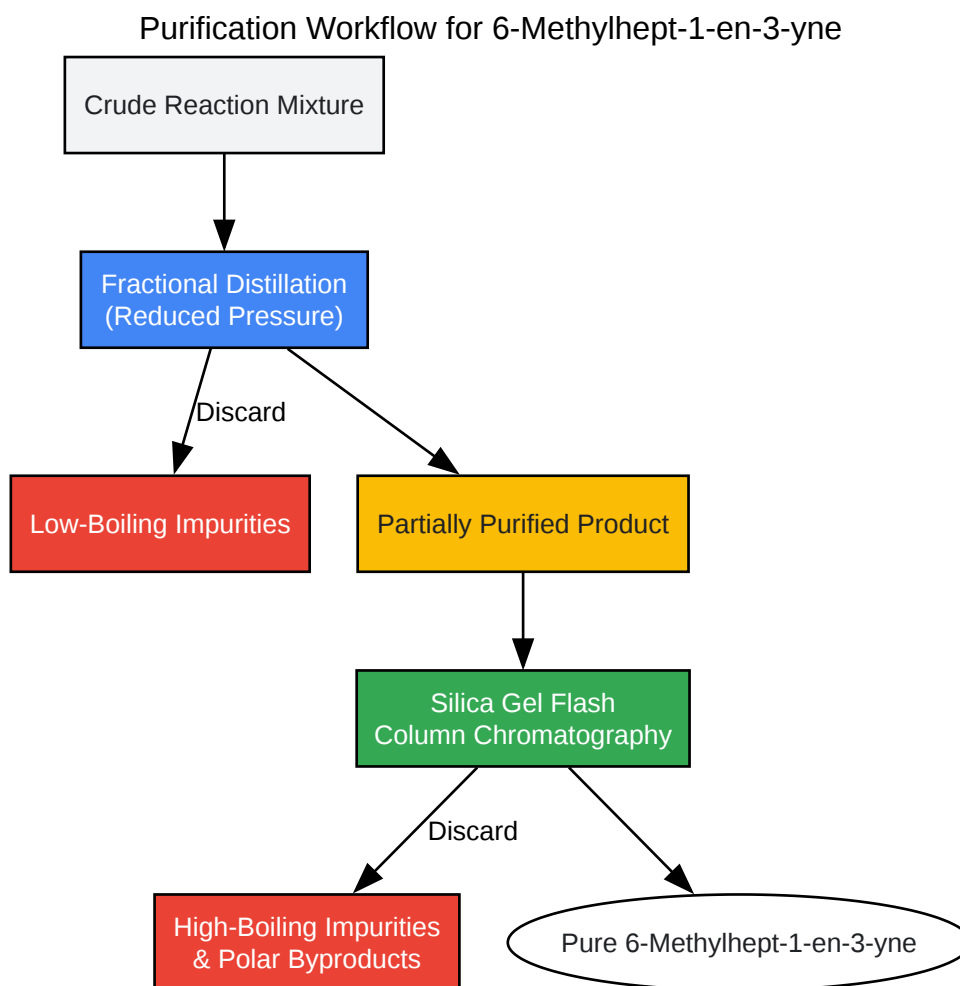 Purification Workflow for 6-Methylhept-1-en-3-yne
Crude Reaction Mixture
Fractional Distillation
(Reduced Pressure)
Discard
Low-Boiling Impurities
Partially Purified Product
Silica Gel Flash
Column Chromatography
Discard
High-Boiling Impurities
& Polar Byproducts
Pure 6-Methylhept-1-en-3-yne